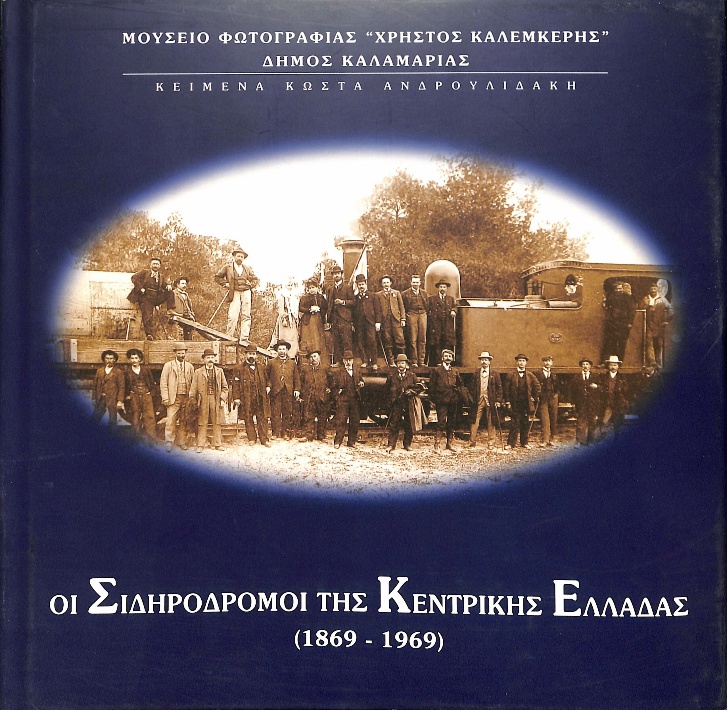 ΜΟΥΣΕΙΟ ΦΩΤΟΓΡΑΦΙΑΣ “ΧΡΗΣΤΟΣ ΚΑΛΕΜΚΕΡΗΣ”
ΔΗΜΟΣ ΚΑΛΑΜΑΡΙΑΣ
ΚΕΙΜΕΝΑ ΚΩΣΤΑ ΑΝΔΡΟΥΛΙΔΑΚΗ
ΟΙ ΣΙΔΗΡΟΔΡΟΜΟΙ ΤΗΣ ΚΕΝΤΡΙΚΗΣ ΕΛΛΑΔΑΣ
(1869 - 1969)